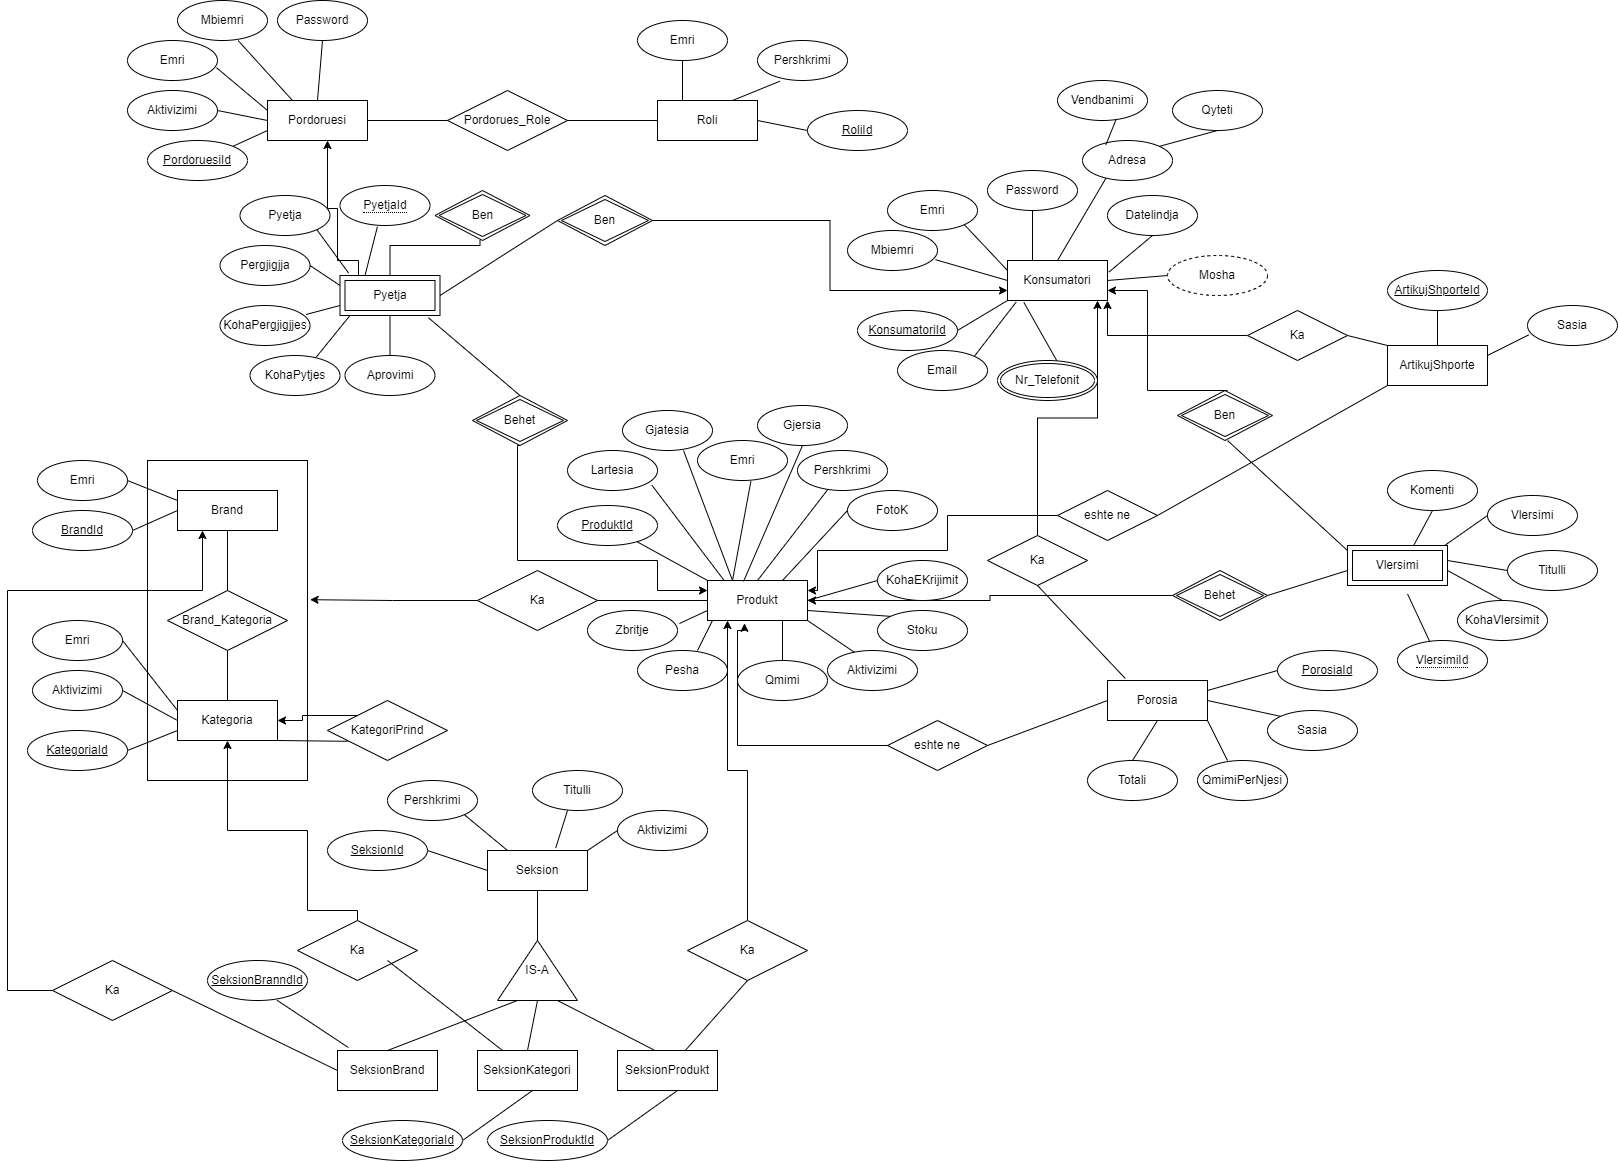 Mbiemri
Password
Emri
Aktivizimi
PordoruesiId
Pordoruesi
Pordorues_Role
Emri
Pershkrimi
Roli
RoliId
Vendbanimi
Qyteti
Adresa
Password
Emri
Mbiemri
Datelindja
Mosha
Konsumatori
KonsumatoriId
Email
Nr_Telefonit
Pyetja
PyetjaId
Ben
Ben
Pergjigjja
Pyetja
KohaPergjigjjes
KohaPytjes
Aprovimi
Behet
ArtikujShporteId
Sasia
Ka
ArtikujShporte
Ben
Gjatesia
Gjersia
Lartesia
Emri
Pershkrimi
ProduktId
FotoK
KohaEKrijimit
Produkt
Zbritje
Stoku
Pesha
Qmimi
Aktivizimi
Ka
eshte ne
Ka
Komenti
Vlersimi
Titulli
Vlersimi
KohaVlersimit
VlersimiId
Behet
Emri
BrandId
Brand
Brand_Kategoria
Emri
Aktivizimi
KategoriaId
Kategoria
KategoriPrind
PorosiaId
Porosia
Sasia
Totali
QmimiPerNjesi
eshte ne
Pershkrimi
Titulli
Aktivizimi
SeksionId
Seksion
IS-A
Ka
Ka
Ka
SeksionBranndId
SeksionBrand
SeksionKategori
SeksionProdukt
SeksionKategoriaId
SeksionProduktId